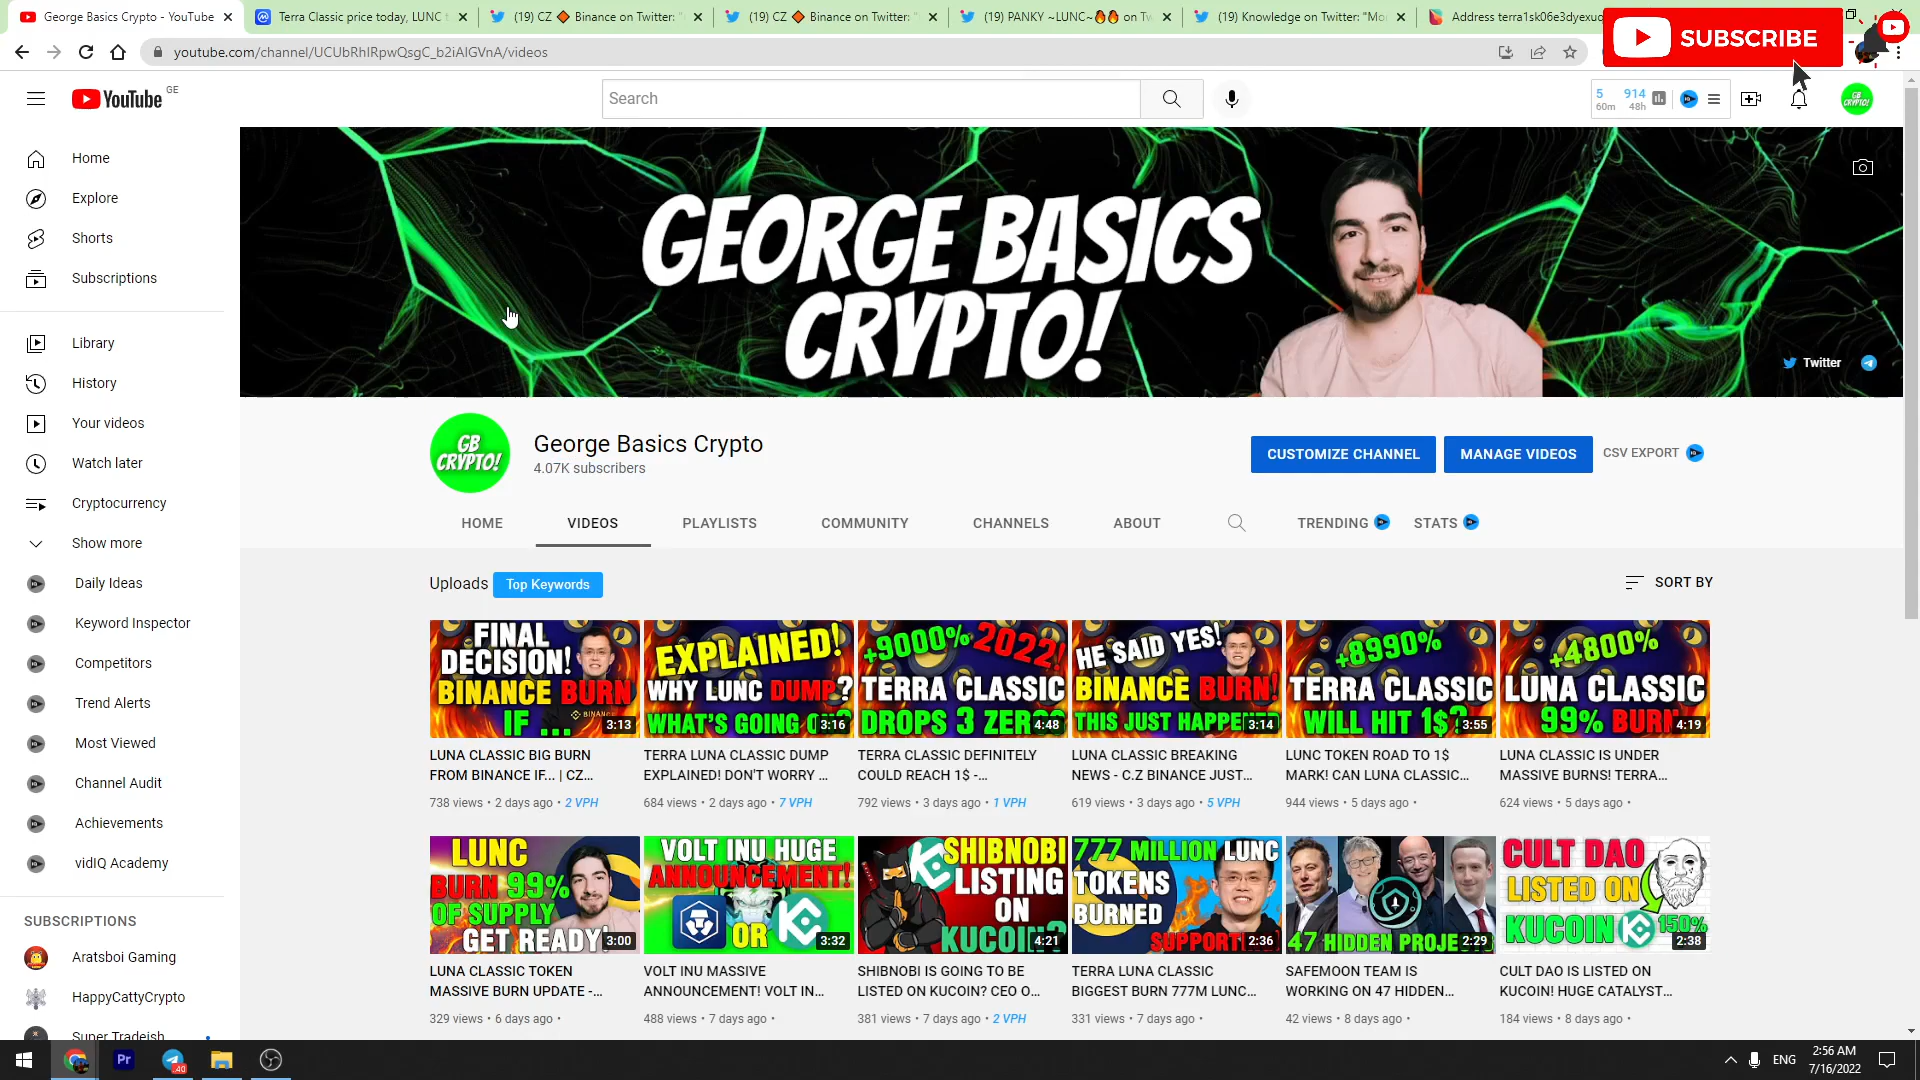 George Basics Crypto - YouTube
Terra Classic price today, LUNC
(19) CZ 🔶 Binance on Twitter: "
(19) CZ 🔶 Binance on Twitter: "
(19) PANKY ~LUNC~🔥🔥 on Tw
(19) Knowledge on Twitter: "Mo
Address terra1sk06e3dyexuq
SUBSCRIBE
youtube.com/channel/UCUbRhIRpwQsgC_b2iAlGVnA/videos
YouTube GE
Search
5 914
60m 48h
GB CRYPTO!
Home
Explore
Shorts
Subscriptions
Library
History
Your videos
Watch later
Cryptocurrency
Show more
Daily Ideas
Keyword Inspector
Competitors
Trend Alerts
Most Viewed
Channel Audit
Achievements
vidIQ Academy
SUBSCRIPTIONS
Aratsboi Gaming
HappyCattyCrypto
Super Tradeish
GEORGE BASICS
CRYPTO!
Twitter
GB
CRYPTO!
George Basics Crypto
4.07K subscribers
CUSTOMIZE CHANNEL
MANAGE VIDEOS
CSV EXPORT
HOME
VIDEOS
PLAYLISTS
COMMUNITY
CHANNELS
ABOUT
TRENDING
STATS
Uploads
Top Keywords
SORT BY
FINAL
DECISION!
BINANCE BURN
IF ...
BINANCE
3:13
LUNA CLASSIC BIG BURN
FROM BINANCE IF... | CZ...
738 views • 2 days ago • 2 VPH
EXPLAINED!
WHY LUNC DUMP?
WHAT'S GOING ON?
3:16
TERRA LUNA CLASSIC DUMP
EXPLAINED! DON'T WORRY ...
684 views • 2 days ago • 7 VPH
+9000% 2022!
TERRA CLASSIC
DROPS 3 ZERO
4:48
TERRA CLASSIC DEFINITELY
COULD REACH 1$ -...
792 views • 3 days ago • 1 VPH
HE SAID YES!
BINANCE BURN!
THIS JUST HAPPENED
3:14
LUNA CLASSIC BREAKING
NEWS - C.Z BINANCE JUST...
619 views • 3 days ago • 5 VPH
+8990%
TERRA CLASSIC
WILL HIT 1$?
3:55
LUNC TOKEN ROAD TO 1$
MARK! CAN LUNA CLASSIC...
944 views • 5 days ago •
+4800%
LUNA CLASSIC
99% BURN
4:19
LUNA CLASSIC IS UNDER
MASSIVE BURNS! TERRA...
624 views • 5 days ago •
LUNC
BURN 99%
OF SUPPLY
GET READY!
3:00
LUNA CLASSIC TOKEN
MASSIVE BURN UPDATE -...
329 views • 6 days ago •
VOLT INU HUGE
ANNOUNCEMENT!
OR
3:32
VOLT INU MASSIVE
ANNOUNCEMENT! VOLT IN...
488 views • 7 days ago •
SHIBNOBI
LISTING
ON
KUCOIN?
4:21
SHIBNOBI IS GOING TO BE
LISTED ON KUCOIN? CEO O...
381 views • 7 days ago • 2 VPH
777 MILLION LUNC
TOKENS
BURNED
SUPPORT
2:36
TERRA LUNA CLASSIC
BIGGEST BURN 777M LUNC...
331 views • 7 days ago •
47 HIDDEN PROJE
2:29
SAFEMOON TEAM IS
WORKING ON 47 HIDDEN...
42 views • 8 days ago •
CULT DAO
LISTED ON
KUCOIN 150%
2:38
CULT DAO IS LISTED ON
KUCOIN! HUGE CATALYST...
184 views • 8 days ago •
Pr
40
ENG
2:56 AM
7/16/2022